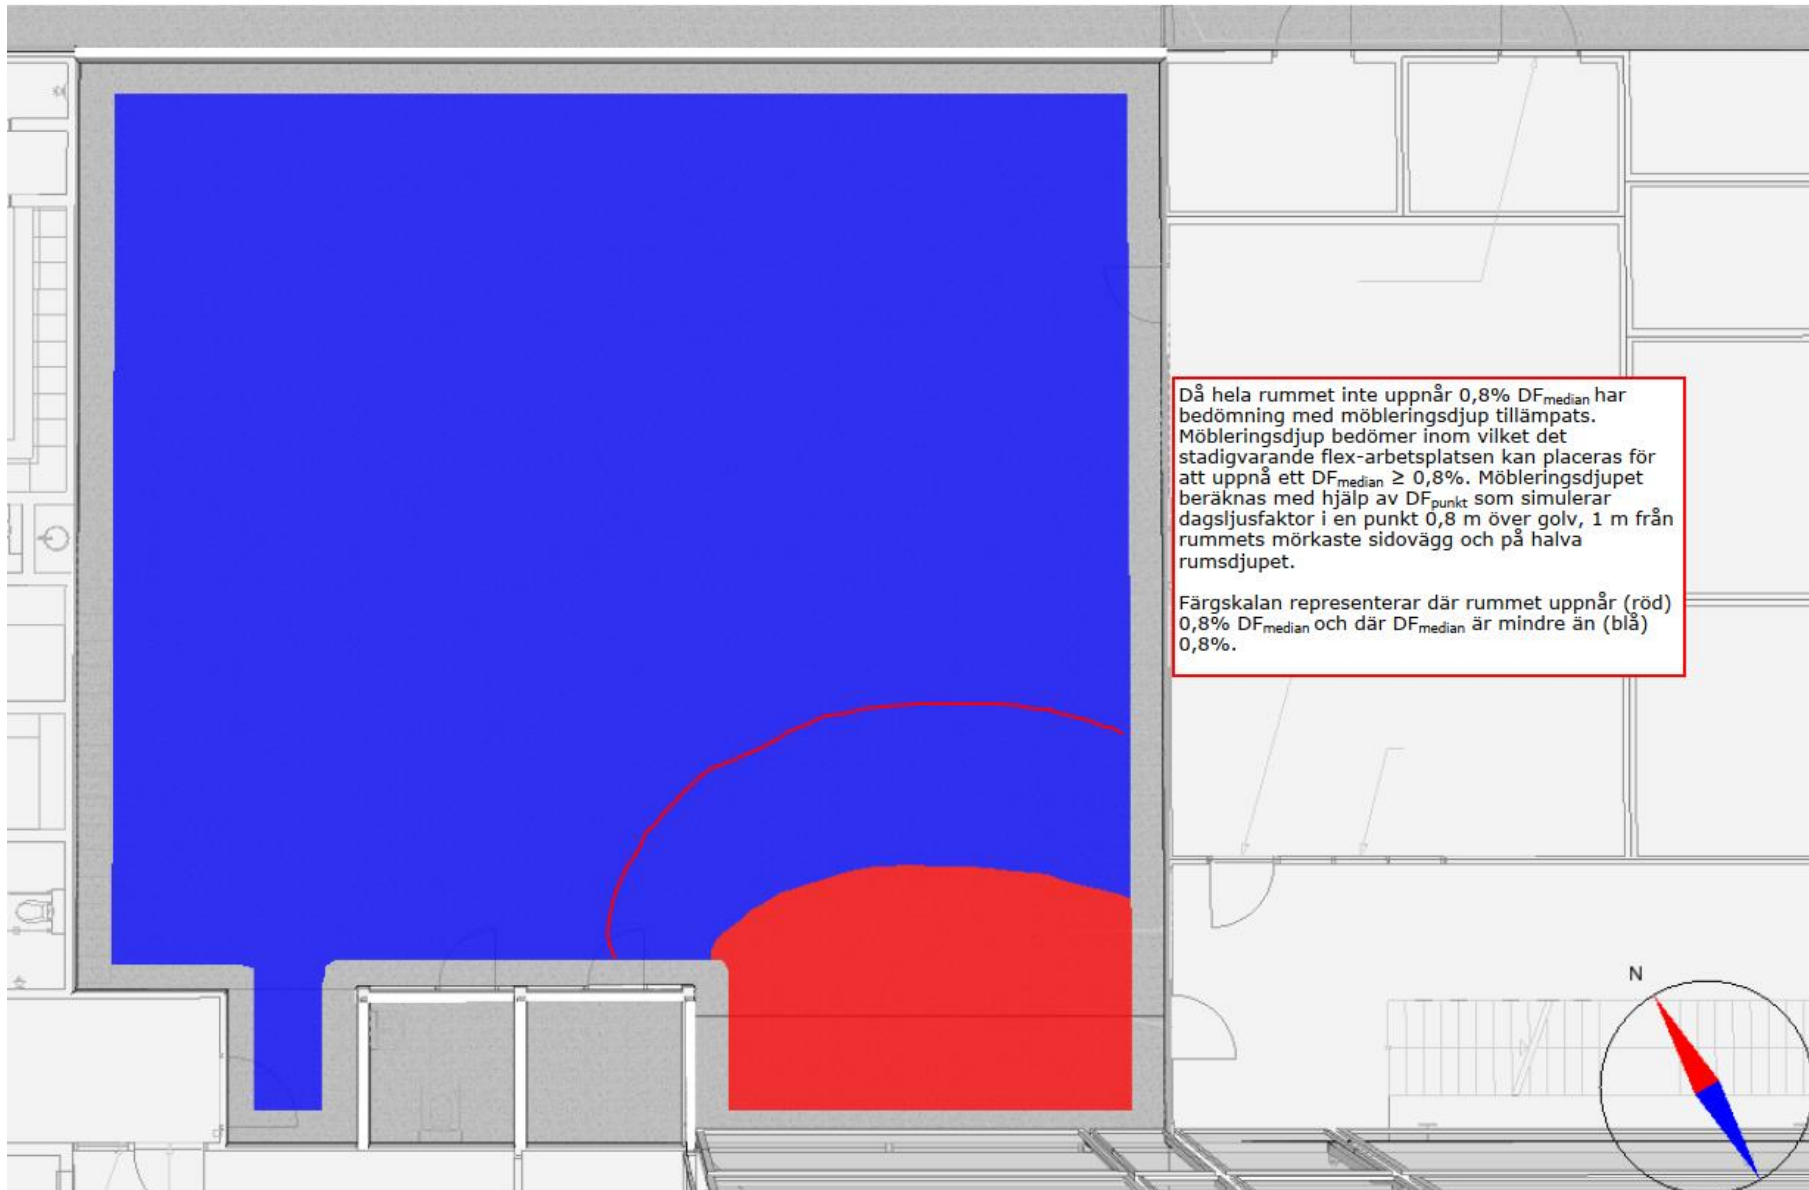 Då hela rummet inte uppnår 0,8% DFmedian har
bedömning med möbleringsdjup tillämpats.
Möbleringsdjup bedömer inom vilket det
stadigvarande flex-arbetsplatsen kan placeras för
att uppnå ett DFmedian ≥ 0,8%. Möbleringsdjupet
beräknas med hjälp av DFpunkt som simulerar
dagsljusfaktor i en punkt 0,8 m över golv, 1 m från
rummets mörkaste sidovägg och på halva
rumsdjupet.
Färgskalan representerar där rummet uppnår (röd)
0,8% DFmedian och där DFmedian är mindre än (blå)
0,8%.
N